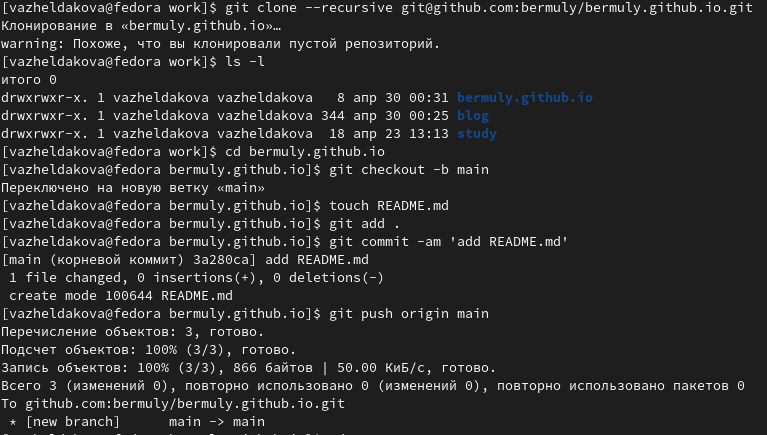 [vazheldakova@fedora work]$ git clone --recursive git@github.com:bermuly/bermuly.github.io.git
Клонирование в «bermuly.github.io»…
warning: Похоже, что вы клонировали пустой репозиторий.
[vazheldakova@fedora work]$ ls -l
итого 0
drwxrwxr-x. 1 vazheldakova vazheldakova   8 апр 30 00:31 bermuly.github.io
drwxrwxr-x. 1 vazheldakova vazheldakova 344 апр 30 00:25 blog
drwxrwxr-x. 1 vazheldakova vazheldakova  18 апр 23 13:13 study
[vazheldakova@fedora work]$ cd bermuly.github.io
[vazheldakova@fedora bermuly.github.io]$ git checkout -b main
Переключено на новую ветку «main»
[vazheldakova@fedora bermuly.github.io]$ touch README.md
[vazheldakova@fedora bermuly.github.io]$ git add .
[vazheldakova@fedora bermuly.github.io]$ git commit -am 'add README.md'
[main (корневой коммит) 3a280ca] add README.md
 1 file changed, 0 insertions(+), 0 deletions(-)
 create mode 100644 README.md
[vazheldakova@fedora bermuly.github.io]$ git push origin main
Перечисление объектов: 3, готово.
Подсчет объектов: 100% (3/3), готово.
Запись объектов: 100% (3/3), 866 байтов | 50.00 КиБ/с, готово.
Всего 3 (изменений 0), повторно использовано 0 (изменений 0), повторно использовано пакетов 0
To github.com:bermuly/bermuly.github.io.git
 * [new branch]      main -> main